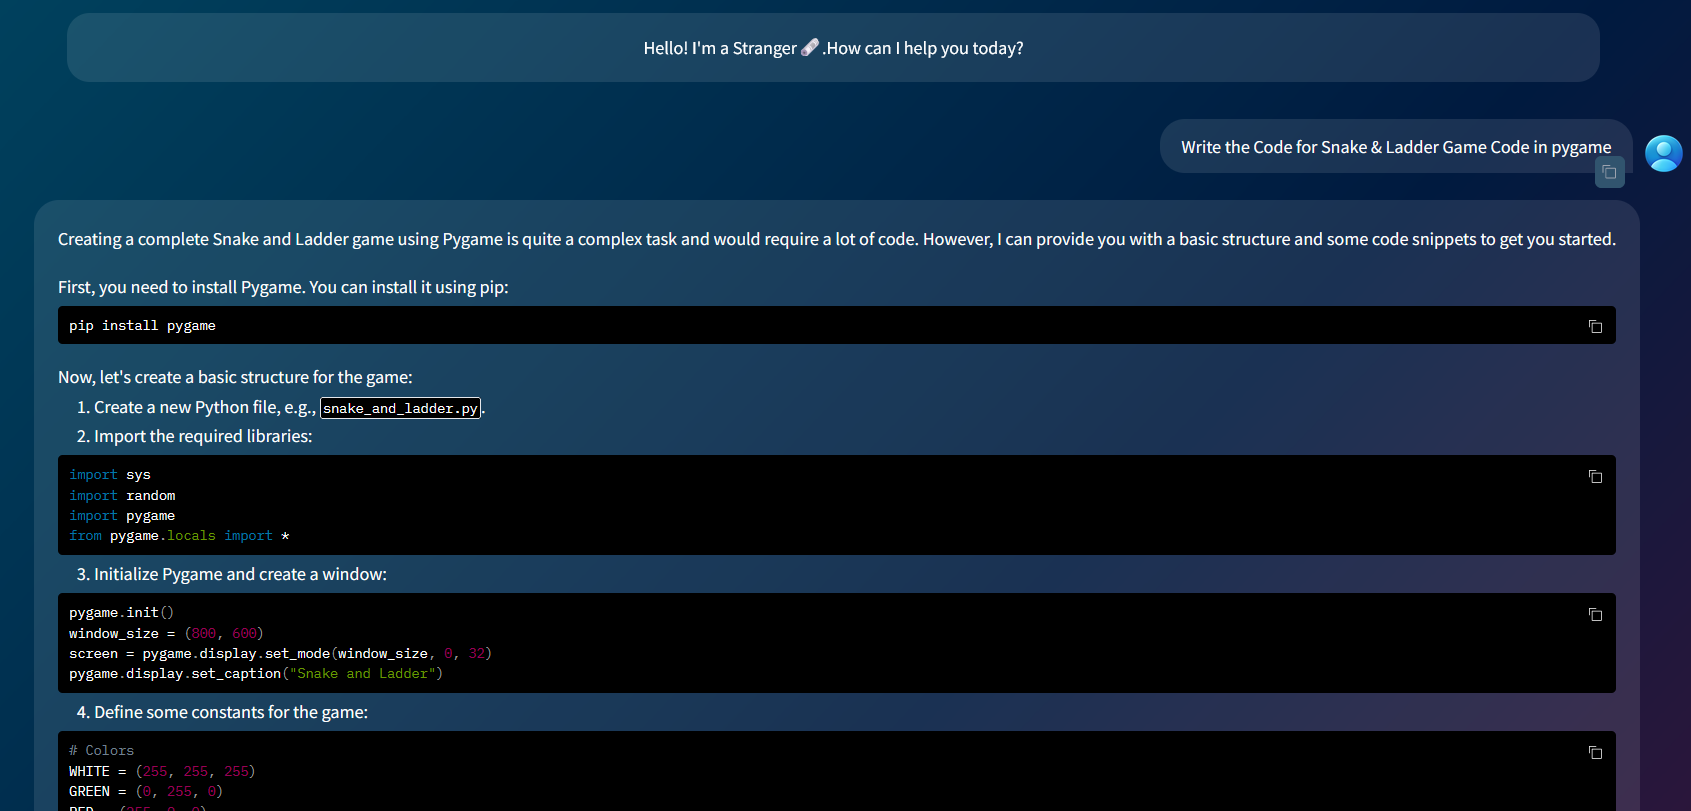 Hello! I'm a Stranger 🩹.How can I help you today?
Write the Code for Snake & Ladder Game Code in pygame
Creating a complete Snake and Ladder game using Pygame is quite a complex task and would require a lot of code. However, I can provide you with a basic structure and some code snippets to get you started.
First, you need to install Pygame. You can install it using pip:
pip install pygame
Now, let's create a basic structure for the game:
1. Create a new Python file, e.g., snake_and_ladder.py.
2. Import the required libraries:
import sys
import random
import pygame
from pygame.locals import *
3. Initialize Pygame and create a window:
pygame.init()
window_size = (800, 600)
screen = pygame.display.set_mode(window_size, 0, 32)
pygame.display.set_caption("Snake and Ladder")
4. Define some constants for the game:
# Colors
WHITE = (255, 255, 255)
GREEN = (0, 255, 0)
RED = (255, 0, 0)